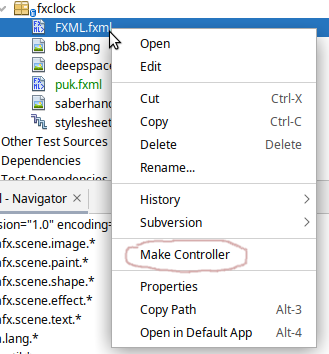 fxclock
FXML.fxml
bb8.png
deepspace
puk.fxml
saberhand
stylesheet
Other Test Sources
Dependencies
Test Dependencies
Open
Edit
Cut Ctrl-X
Copy Ctrl-C
Delete Delete
Rename...
History
Subversion
Make Controller
Properties
Copy Path Alt-3
Open in Default App Alt-4
- Navigator
sion="1.0" encoding=
fx.scene.image.*
fx.scene.paint.*
fx.scene.shape.*
fx.scene.effect.*
fx.scene.text.*
.lang.*